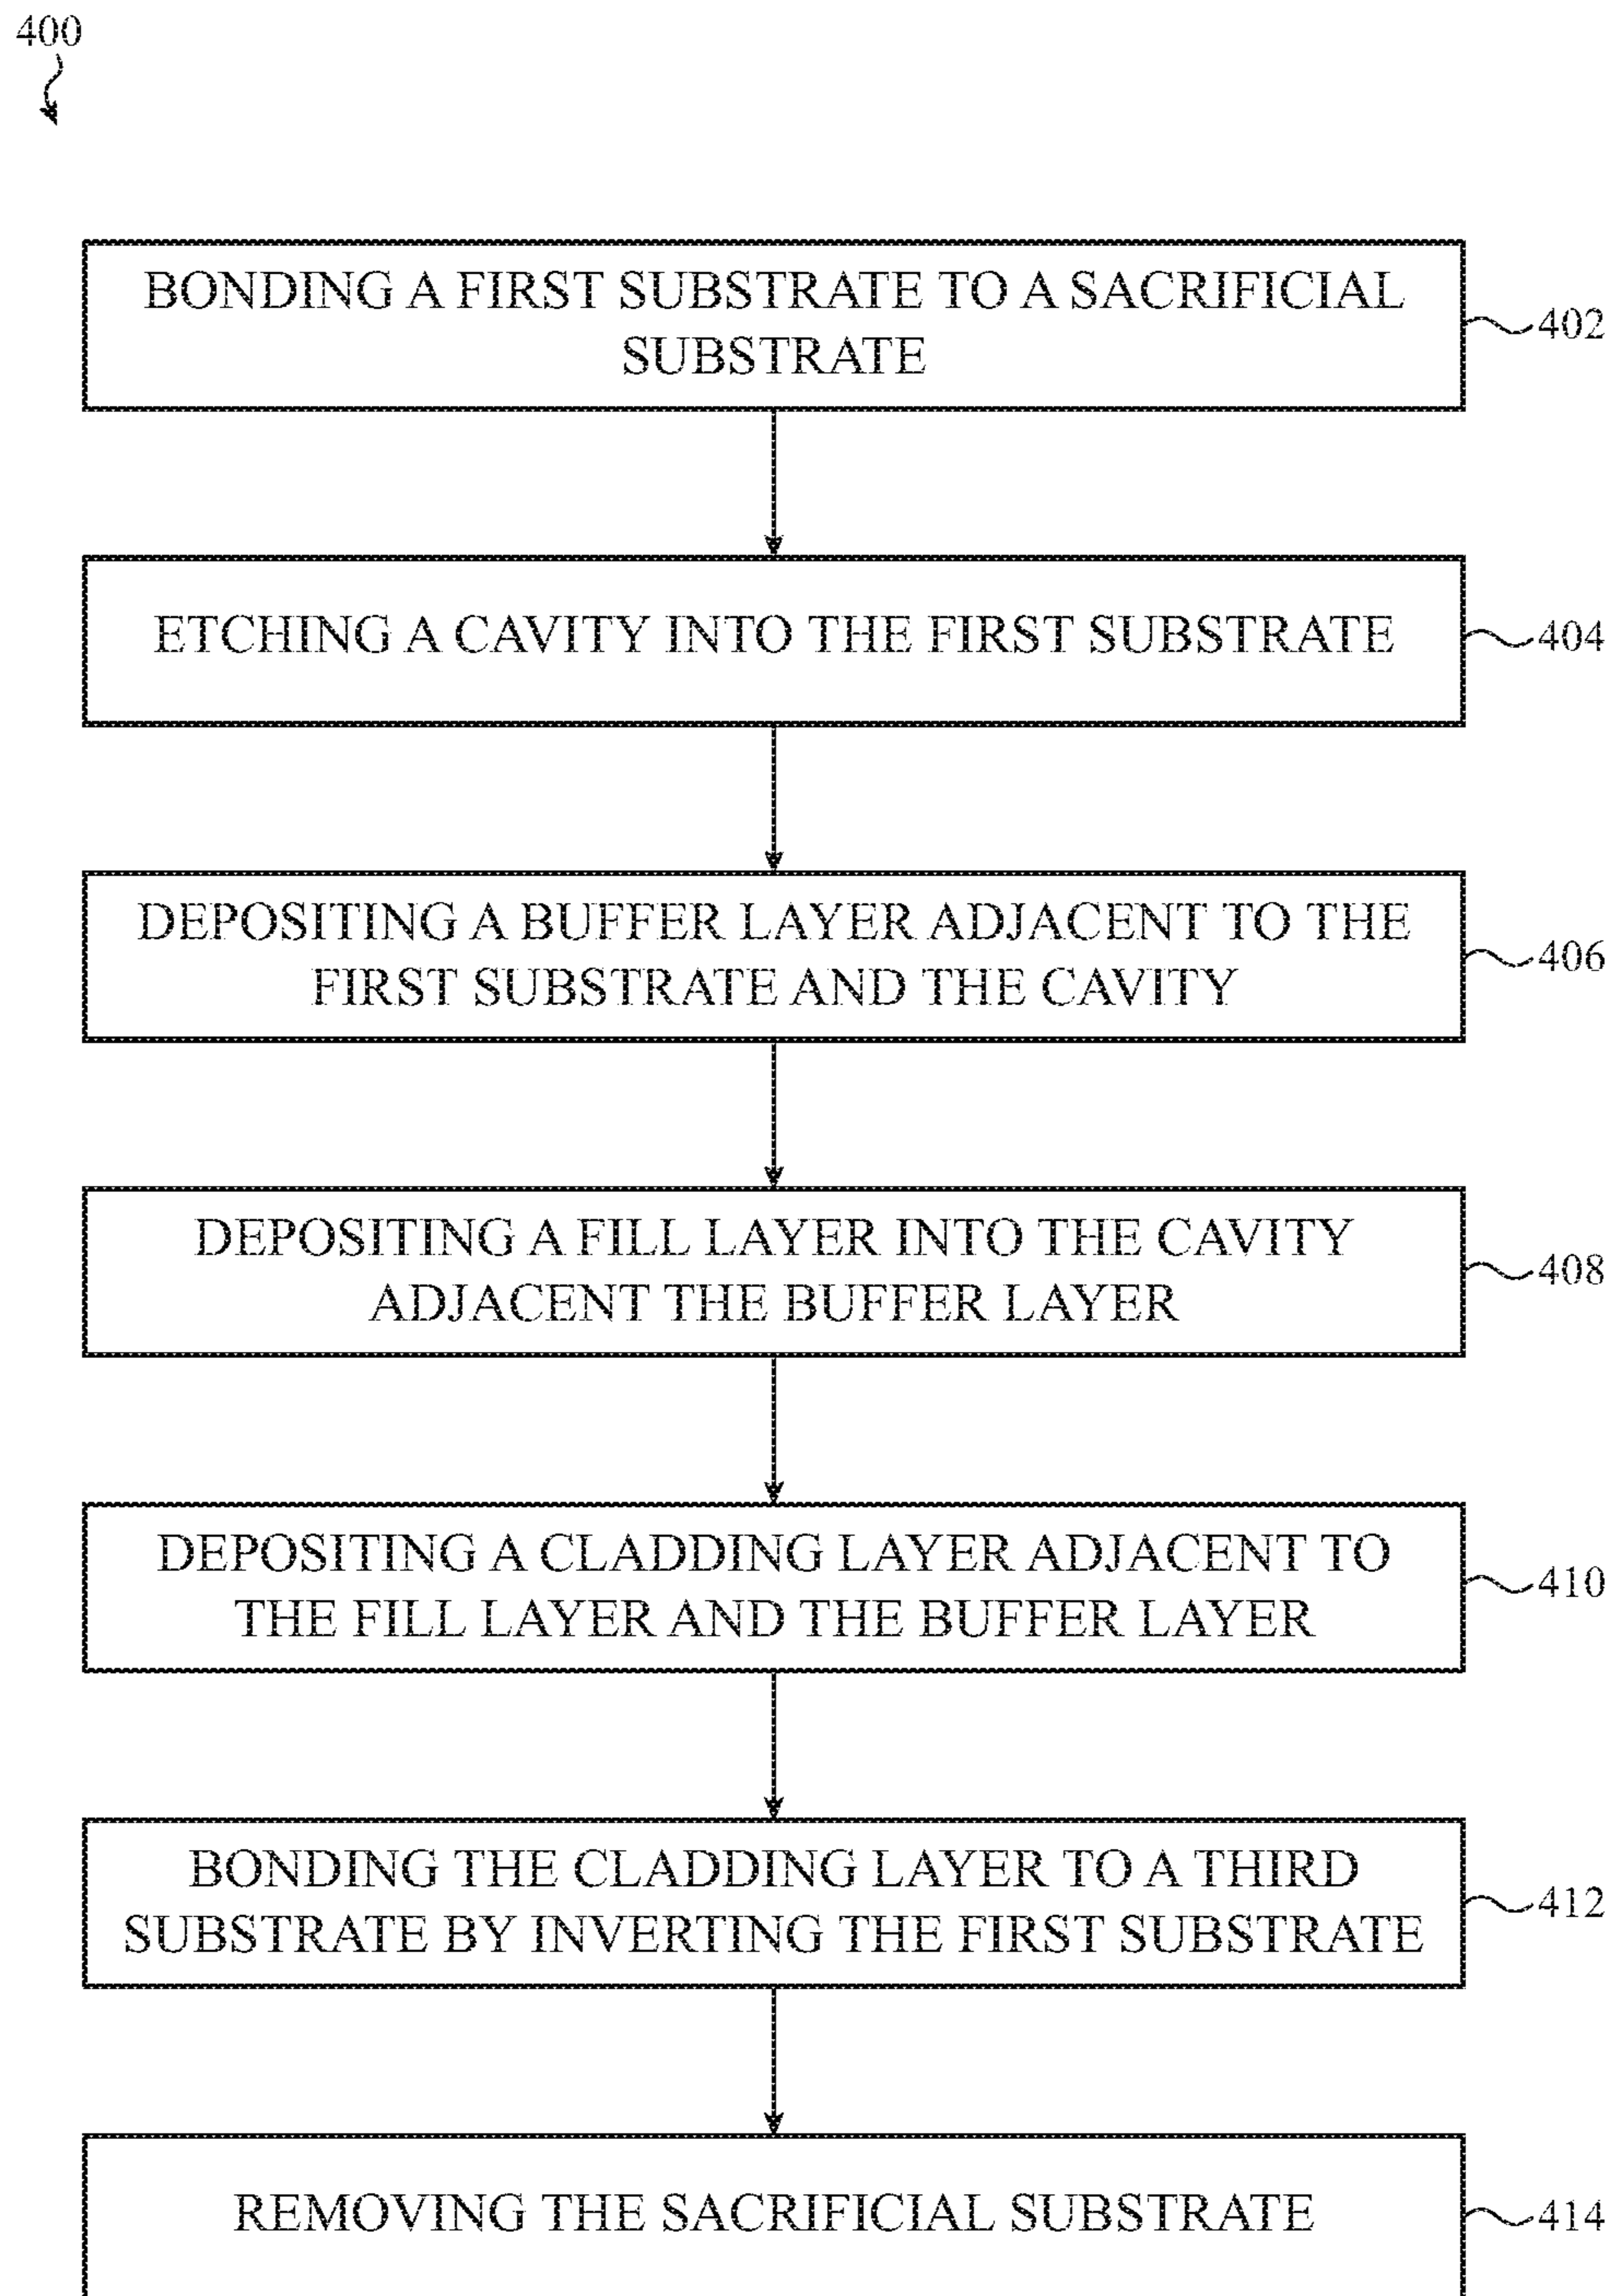 400
BONDING A FIRST SUBSTRATE TO A SACRIFICIAL
SUBSTRATE
402
ETCHING A CAVITY INTO THE FIRST SUBSTRATE
404
DEPOSITING A BUFFER LAYER ADJACENT TO THE
FIRST SUBSTRATE AND THE CAVITY
406
DEPOSITING A FILL LAYER INTO THE CAVITY
ADJACENT THE BUFFER LAYER
408
DEPOSITING A CLADDING LAYER ADJACENT TO
THE FILL LAYER AND THE BUFFER LAYER
410
BONDING THE CLADDING LAYER TO A THIRD
SUBSTRATE BY INVERTING THE FIRST SUBSTRATE
412
REMOVING THE SACRIFICIAL SUBSTRATE
414